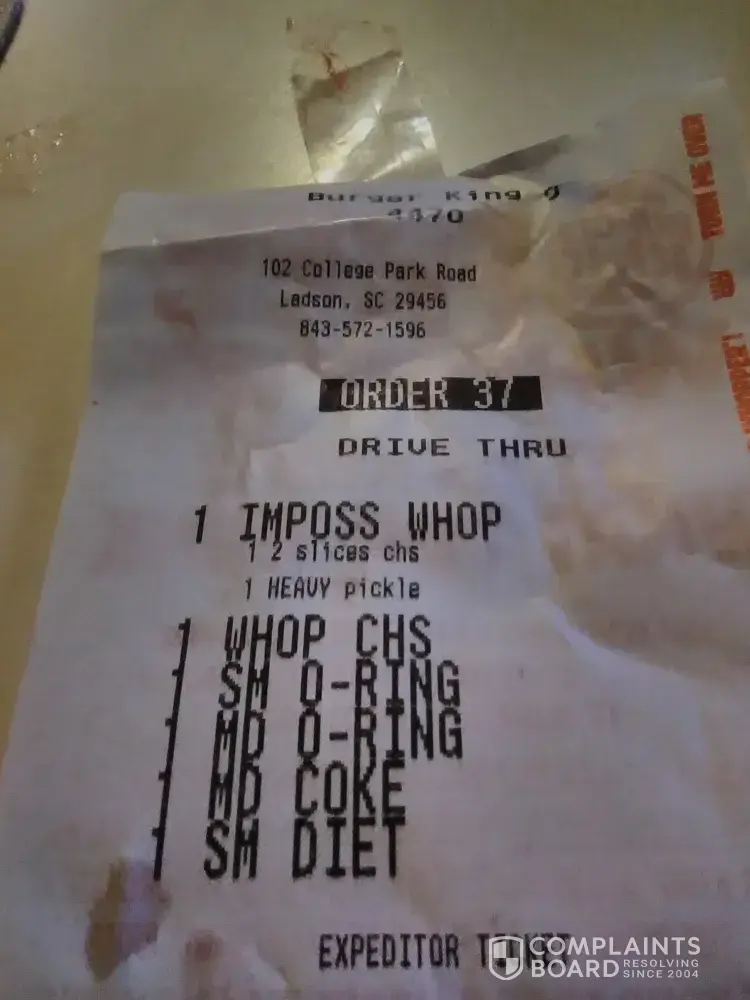 Burger King
4470
102 College Park Road
Ladson, SC 29456
843-572-1596
ORDER 37
DRIVE THRU
1 IMPOSS WHOP
1 2 slices chs
1 HEAVY pickle
1 WHOP CHS
1 SM O-RING
1 MD O-RING
1 MD COKE
1 SM DIET
EXPEDITOR
COMPLAINTS
BOARD RESOLVING
SINCE 2004